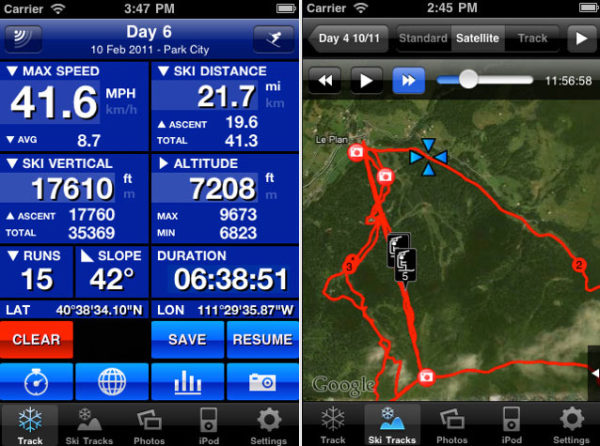 Carrier 3:47 PM
Day 6
10 Feb 2011 - Park City
▼ MAX SPEED
41.6 MPH
km/h
▼ AVG 8.7
▼ SKI DISTANCE
21.7 mi
km
▲ ASCENT 19.6
TOTAL 41.3
▼ SKI VERTICAL
17610 ft
m
▲ ASCENT 17760
TOTAL 35369
▶ ALTITUDE
7208 ft
m
MAX 9673
MIN 6823
▼ RUNS
15
SLOPE
42°
DURATION
06:38:51
LAT 40°38'34.10"N LON 111°29'35.87"W
CLEAR SAVE RESUME
Track Ski Tracks Photos iPod Settings
Carrier 2:45 PM
Day 4 10/11 Standard Satellite Track
11:56:58
Le Plan
3
2
5
Google
Track Ski Tracks Photos iPod Settings